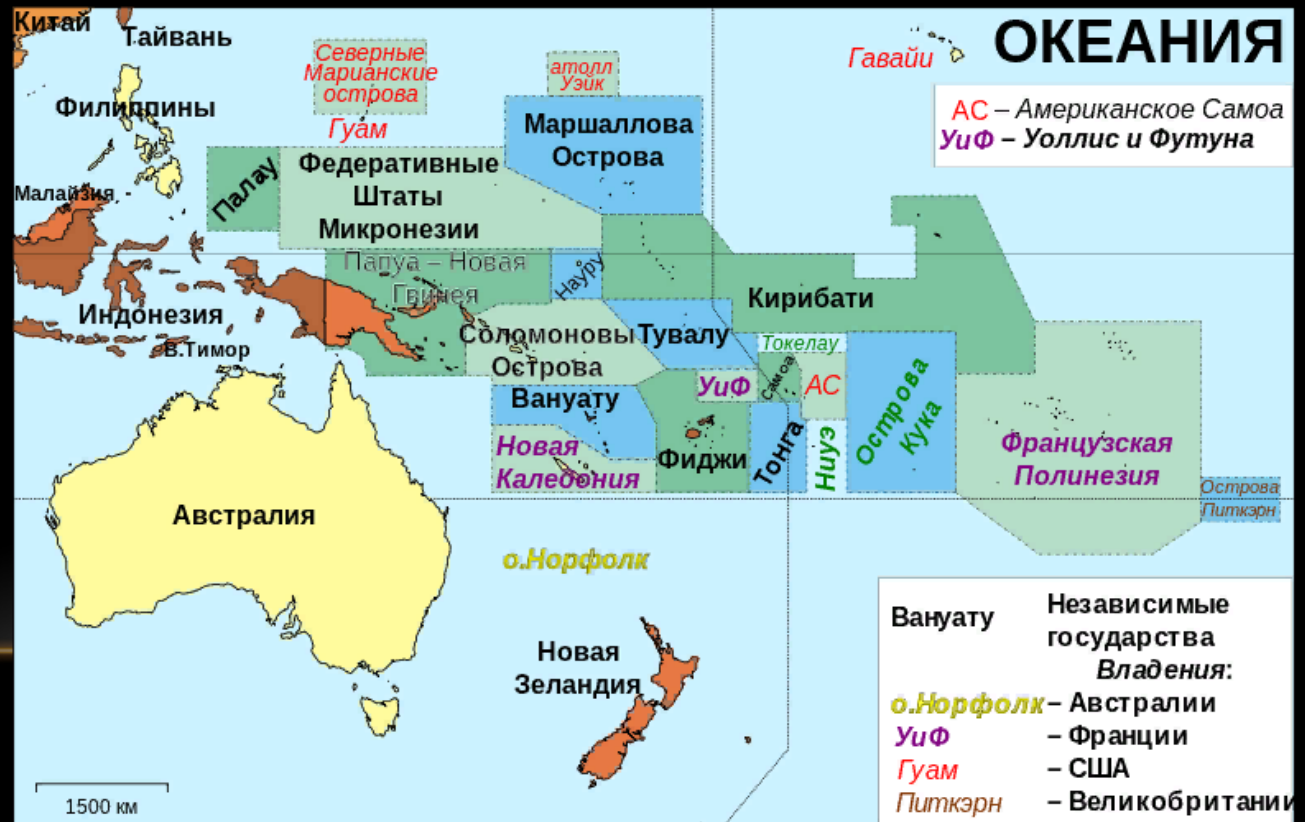 ОКЕАНИЯ
Китай
Тайвань
Филиппины
Малайзия
Северные
Марианские
острова
Гуам
атолл
Уэйк
Гавайи
АС – Американское Самоа
УиФ – Уоллис и Футуна
Маршалловa
Острова
Палау
Федеративные
Штаты
Микронезии
Папуа – Новая
Гвинея
Науру
Кирибати
Индонезия
В.Тимор
Соломоновы
Острова
Тувалу
Токелау
Самоа
УиФ
АС
Вануату
Новая
Каледония
Фиджи
Тонга
Ниуэ
Острова
Кука
Французская
Полинезия
Острова
Питкэрн
Австралия
о.Норфолк
Новая
Зеландия
1500 км
Вануату
Независимые
государства
Владения:
о.Норфолк – Австралии
УиФ – Франции
Гуам – США
Питкэрн – Великобритании